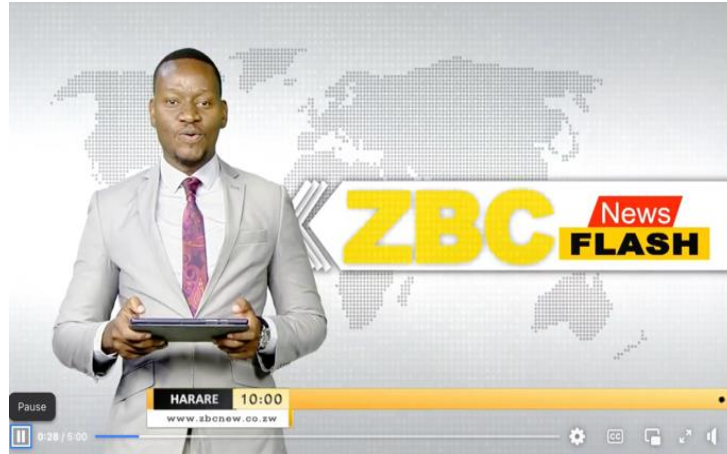 ZBC
News
FLASH
HARARE 10:00
www.zbcnew.co.zw
Pause
0:28 / 5:00
CC